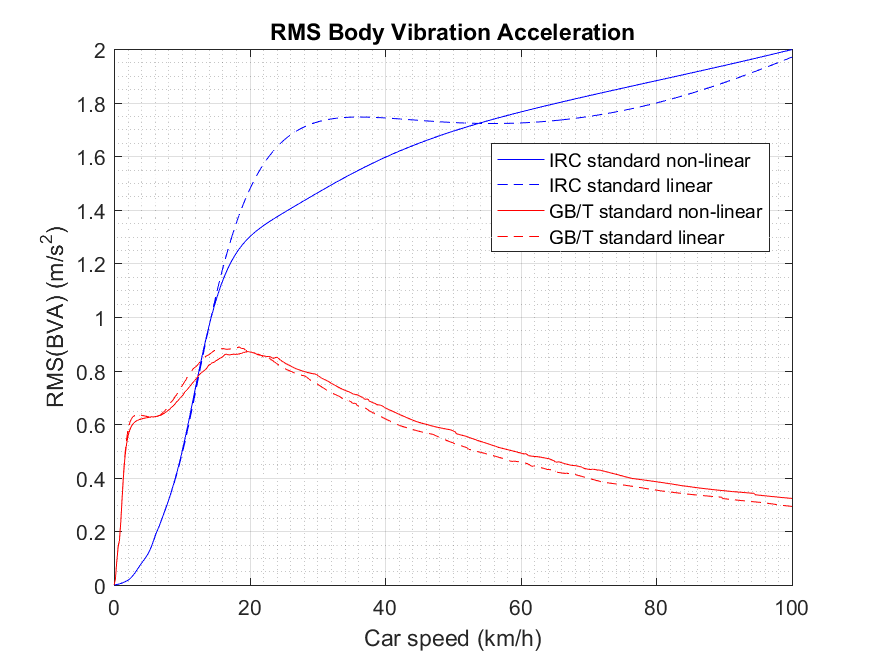 RMS Body Vibration Acceleration
RMS(BVA) (m/s²)
2
1.8
1.6
1.4
1.2
1
0.8
0.6
0.4
0.2
0
IRC standard non-linear
IRC standard linear
GB/T standard non-linear
GB/T standard linear
0 20 40 60 80 100
Car speed (km/h)